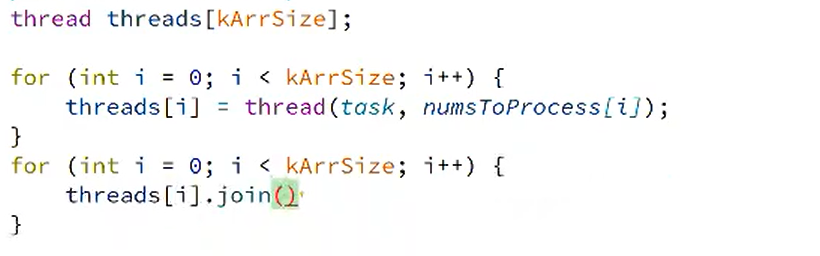 thread threads[kArrSize];
for (int i = 0; i < kArrSize; i++) {
threads[i] = thread(task, numsToProcess[i]);
}
for (int i = 0; i < kArrSize; i++) {
threads[i].join()
}